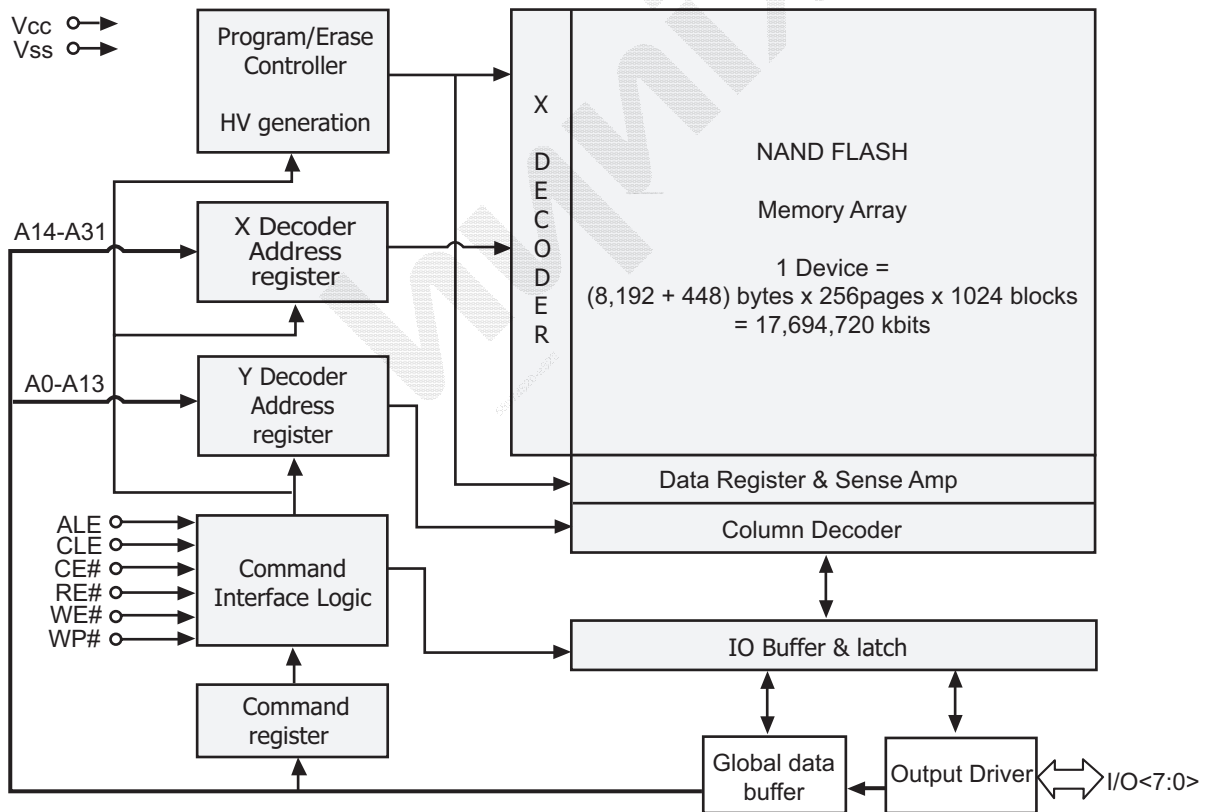 Vcc
Vss
Program/Erase
Controller
HV generation
X
DECODER
NAND FLASH
Memory Array
1 Device =
(8,192 + 448) bytes x 256pages x 1024 blocks
= 17,694,720 kbits
A14-A31
X Decoder
Address
register
A0-A13
Y Decoder
Address
register
Data Register & Sense Amp
Column Decoder
ALE
CLE
CE#
RE#
WE#
WP#
Command
Interface Logic
IO Buffer & latch
Command
register
Global data
buffer
Output Driver
I/O<7:0>